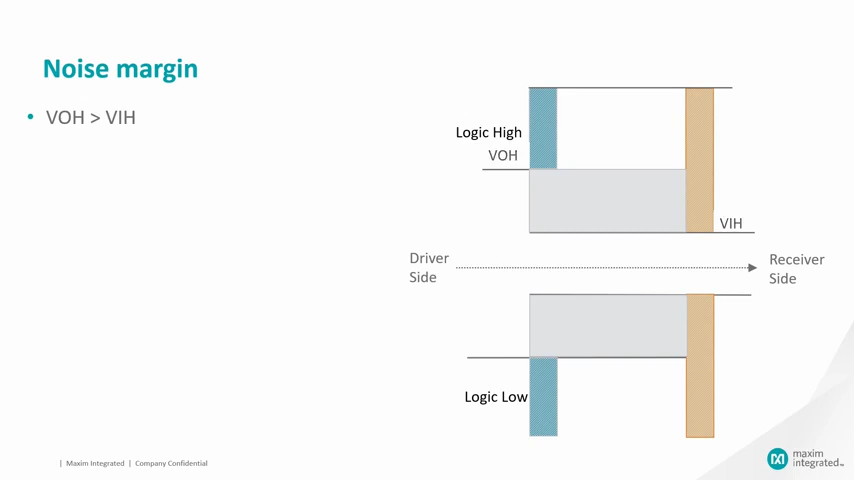 Noise margin
• VOH > VIH
Logic High
VOH
VIH
Driver
Side
Receiver
Side
Logic Low
| Maxim Integrated | Company Confidential
maxim
integrated™